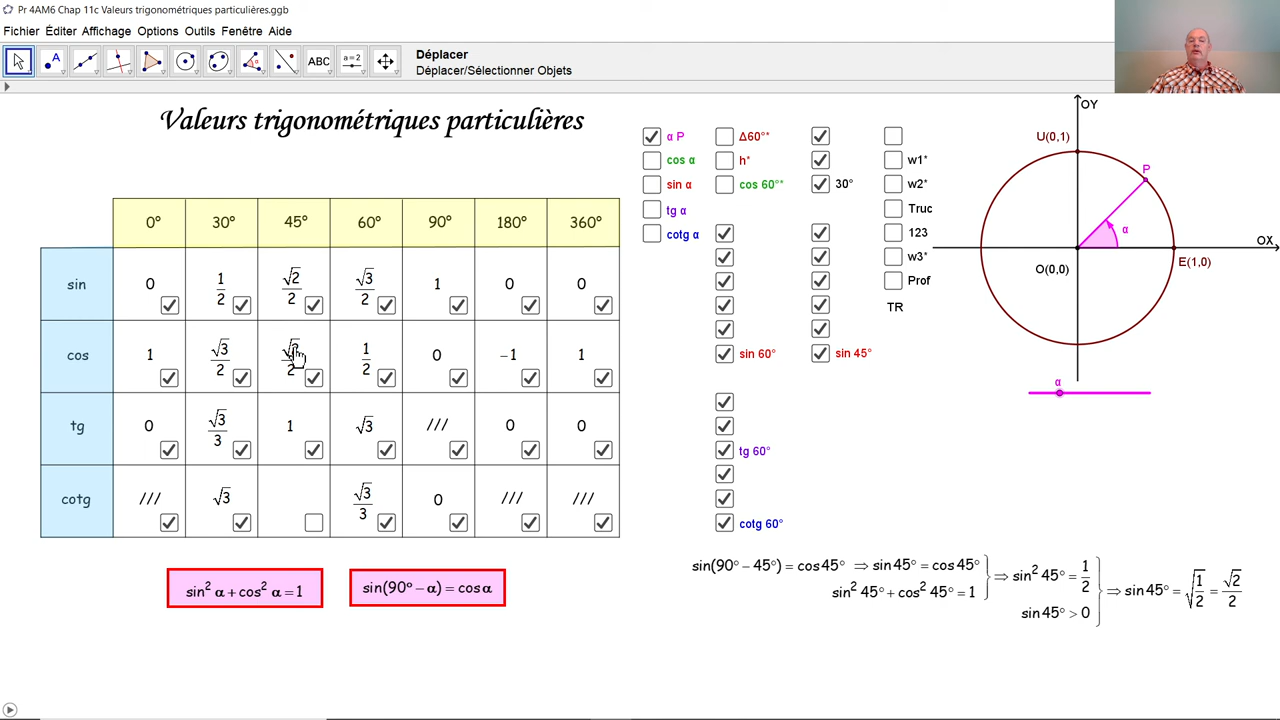 Pr 4AM6 Chap 11c Valeurs trigonométriques particulières.ggb
Fichier Éditer Affichage Options Outils Fenêtre Aide
A
ABC
a=2
Déplacer
Déplacer/Sélectionner Objets
Valeurs trigonométriques particulières
0° 30° 45° 60° 90° 180° 360°
sin 0 1/2 √2/2 √3/2 1 0 0
cos 1 √3/2 √2/2 1/2 0 −1 1
tg 0 √3/3 1 √3 /// 0 0
cotg /// √3 √3/3 0 /// ///
sin² α + cos² α = 1
sin(90° − α) = cos α
α P
cos α
sin α
tg α
cotg α
Δ60°*
h*
cos 60°*
sin 60°
tg 60°
cotg 60°
30°
sin 45°
w1*
w2*
Truc
123
w3*
Prof
TR
OY
U(0,1)
P
α
OX
O(0,0)
E(1,0)
α
sin(90° − 45°) = cos 45° ⇒ sin 45° = cos 45°
sin² 45° + cos² 45° = 1
⇒ sin² 45° = 1/2
sin 45° > 0
⇒ sin 45° = √(1/2) = √2/2